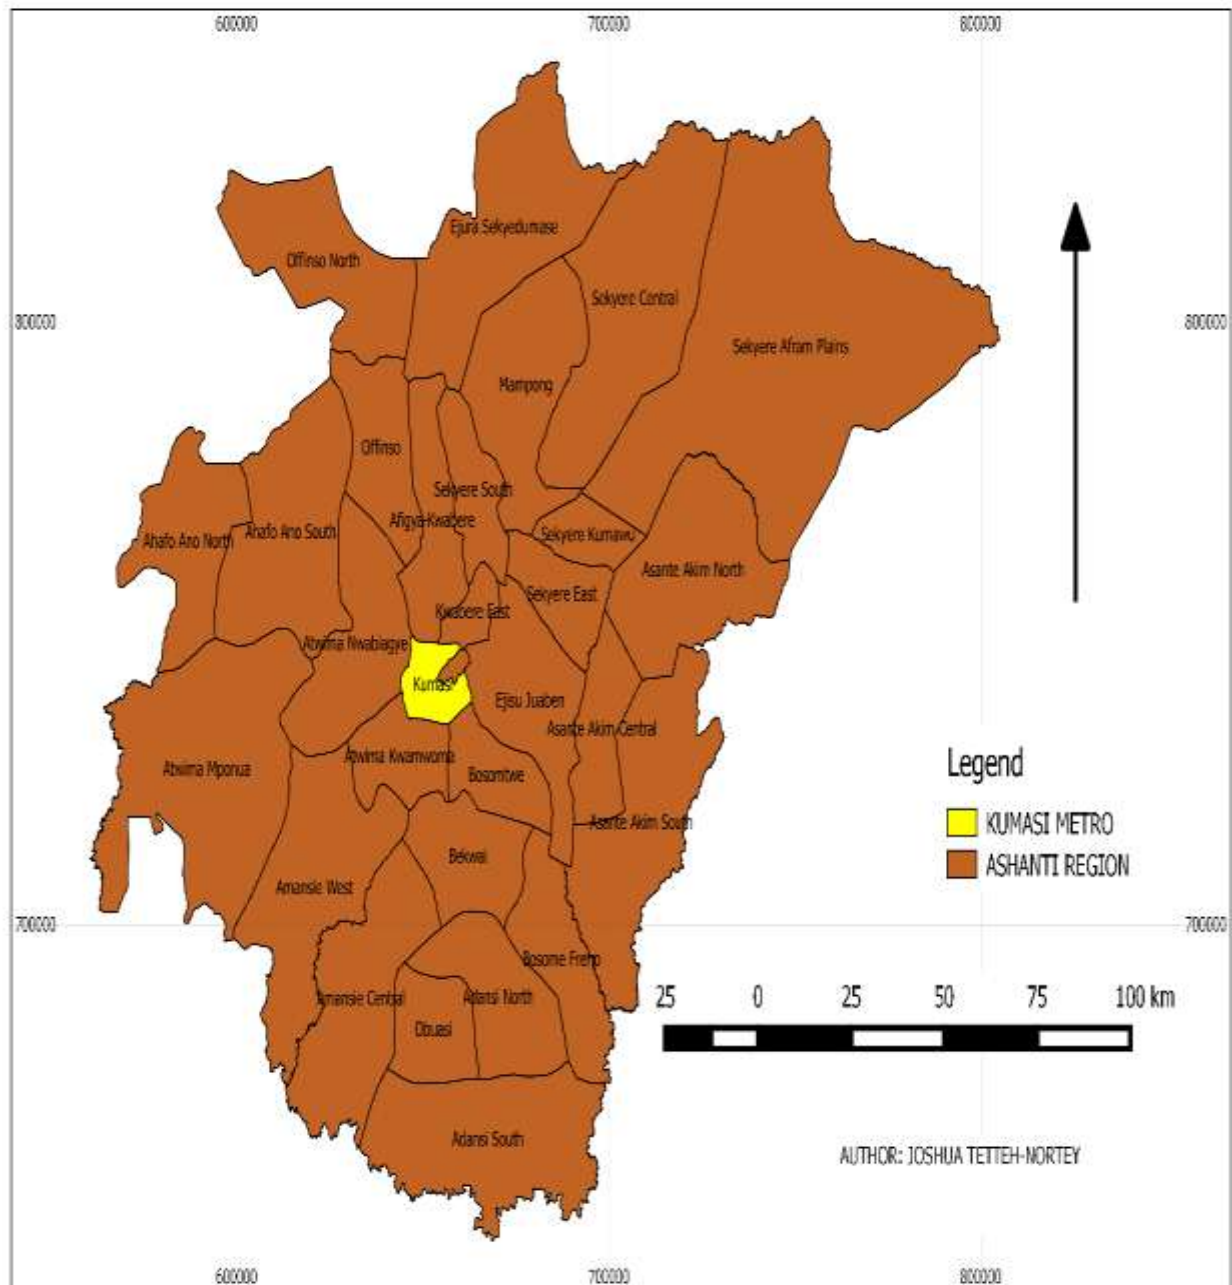 600000 700000 800000
Ejura Sekyedumase
Offinso North
Sekyere Central
800000 800000
Sekyere Afram Plains
Mampong
Offinso
Sekyere South
Afigya-Kwabere
Ahafo Ano South
Sekyere Kumawu
Ahafo Ano North
Asante Akim North
Sekyere East
Kwabere East
Atwima Nwabiagye
Kumasi
Ejisu Juaben
Asante Akim Central
Atwima Kwamwoma
Atwima Mponua
Bosomtwe
Legend
KUMASI METRO
Asante Akim South
Bekwai
ASHANTI REGION
Amansie West
700000 700000
Bosome Freho
Amansie Central
Adansi North
25 0 25 50 75 100 km
Obuasi
Adansi South
AUTHOR: JOSHUA TETTEH-NORTEY
600000 700000 800000